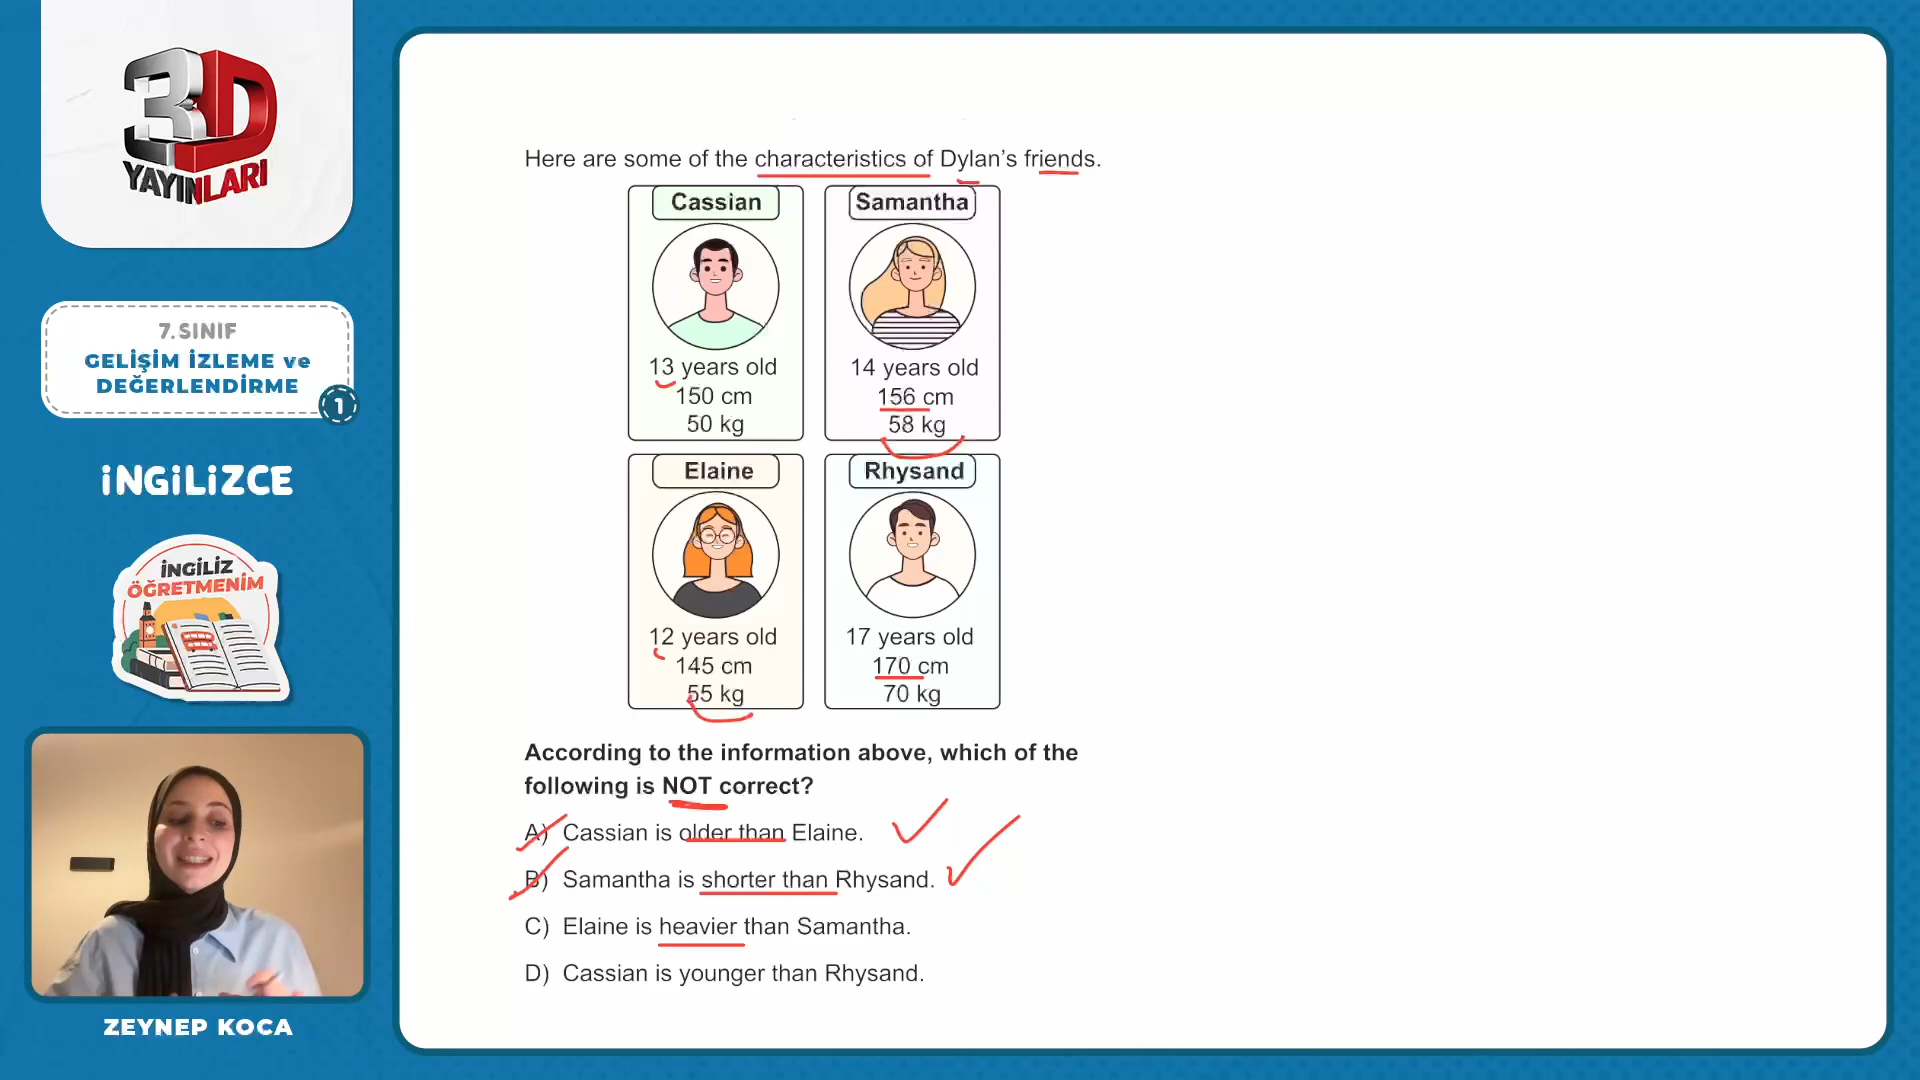 3D
YAYINLARI
7.SINIF
GELİŞİM İZLEME ve
DEĞERLENDİRME
1
İNGİLİZCE
İNGİLİZ
ÖĞRETMENİM
ZEYNEP KOCA
Here are some of the characteristics of Dylan's friends.
Cassian
13 years old
150 cm
50 kg
Samantha
14 years old
156 cm
58 kg
Elaine
12 years old
145 cm
55 kg
Rhysand
17 years old
170 cm
70 kg
According to the information above, which of the
following is NOT correct?
A) Cassian is older than Elaine.
B) Samantha is shorter than Rhysand.
C) Elaine is heavier than Samantha.
D) Cassian is younger than Rhysand.